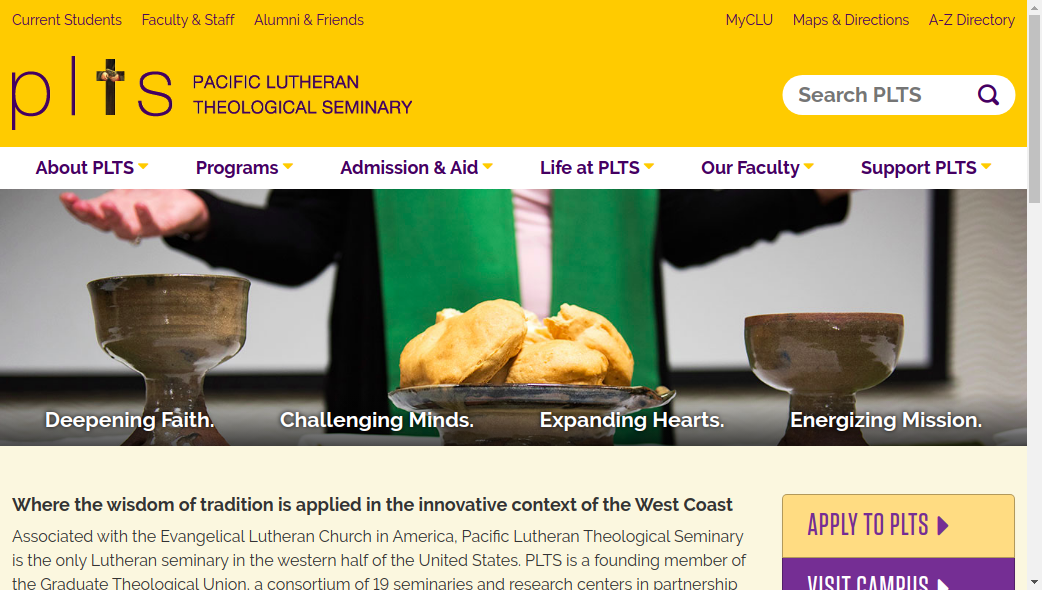 Current Students Faculty & Staff Alumni & Friends MyCLU Maps & Directions A-Z Directory
plts PACIFIC LUTHERAN
THEOLOGICAL SEMINARY
Search PLTS
About PLTS Programs Admission & Aid Life at PLTS Our Faculty Support PLTS
Deepening Faith. Challenging Minds. Expanding Hearts. Energizing Mission.
Where the wisdom of tradition is applied in the innovative context of the West Coast
Associated with the Evangelical Lutheran Church in America, Pacific Lutheran Theological Seminary
is the only Lutheran seminary in the western half of the United States. PLTS is a founding member of
the Graduate Theological Union, a consortium of 19 seminaries and research centers in partnership
APPLY TO PLTS
VISIT CAMPUS